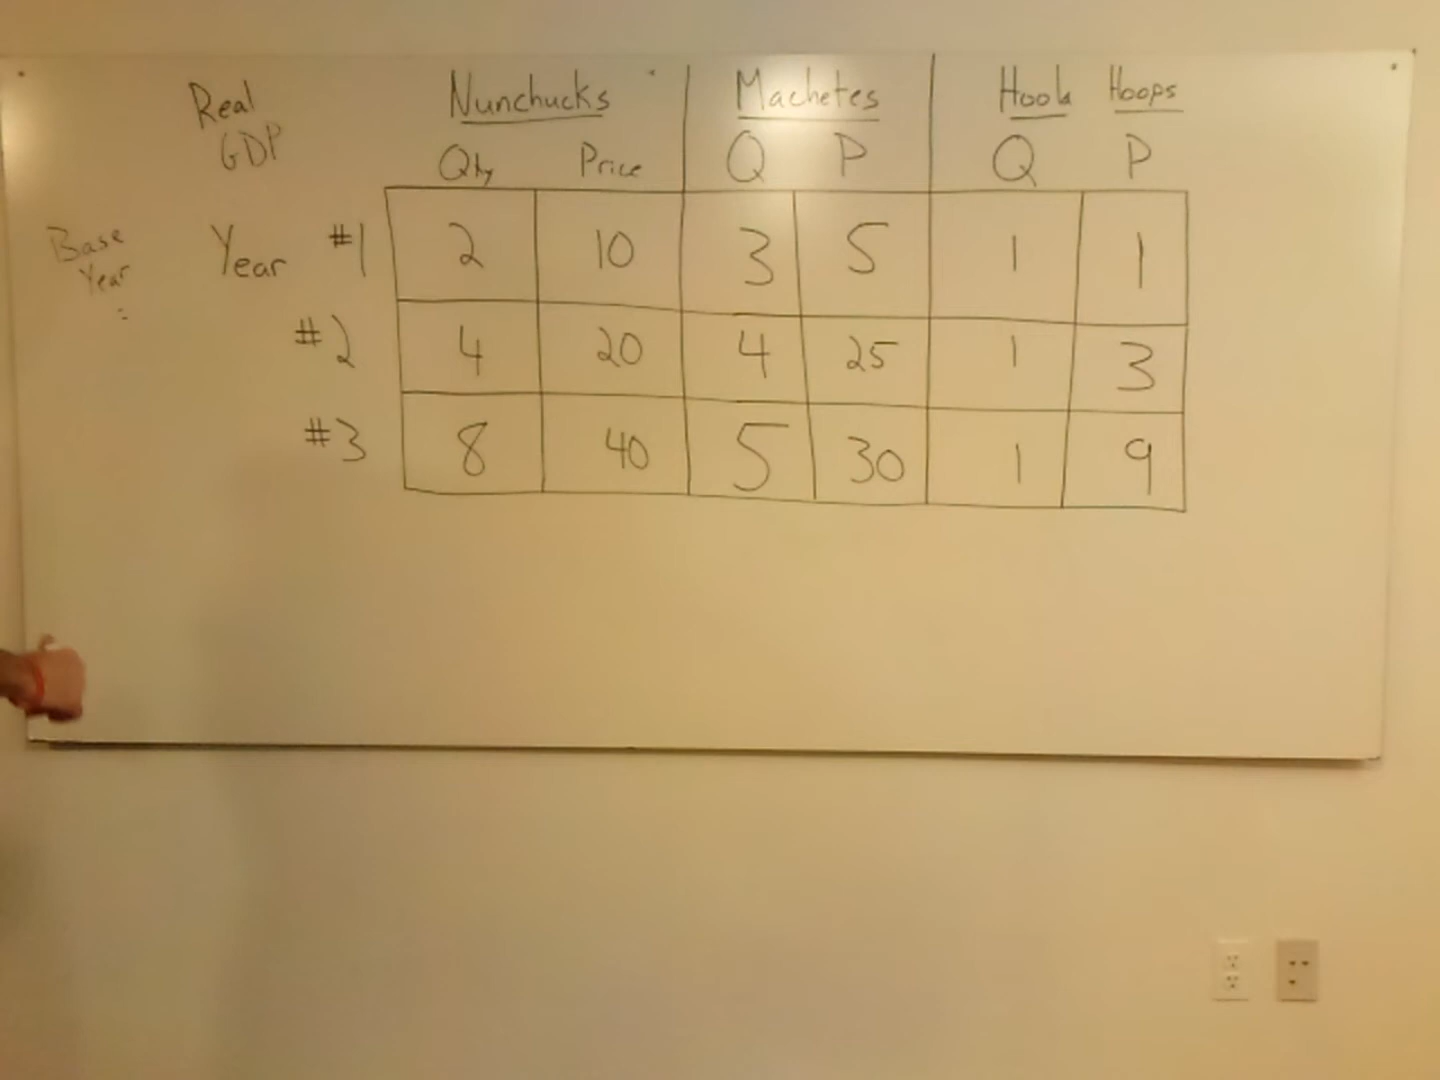 Real GDP
Nunchucks Machetes Hoola Hoops
Qty Price Q P Q P
Base Year :
Year #1 2 10 3 5 1 1
#2 4 20 4 25 1 3
#3 8 40 5 30 1 9